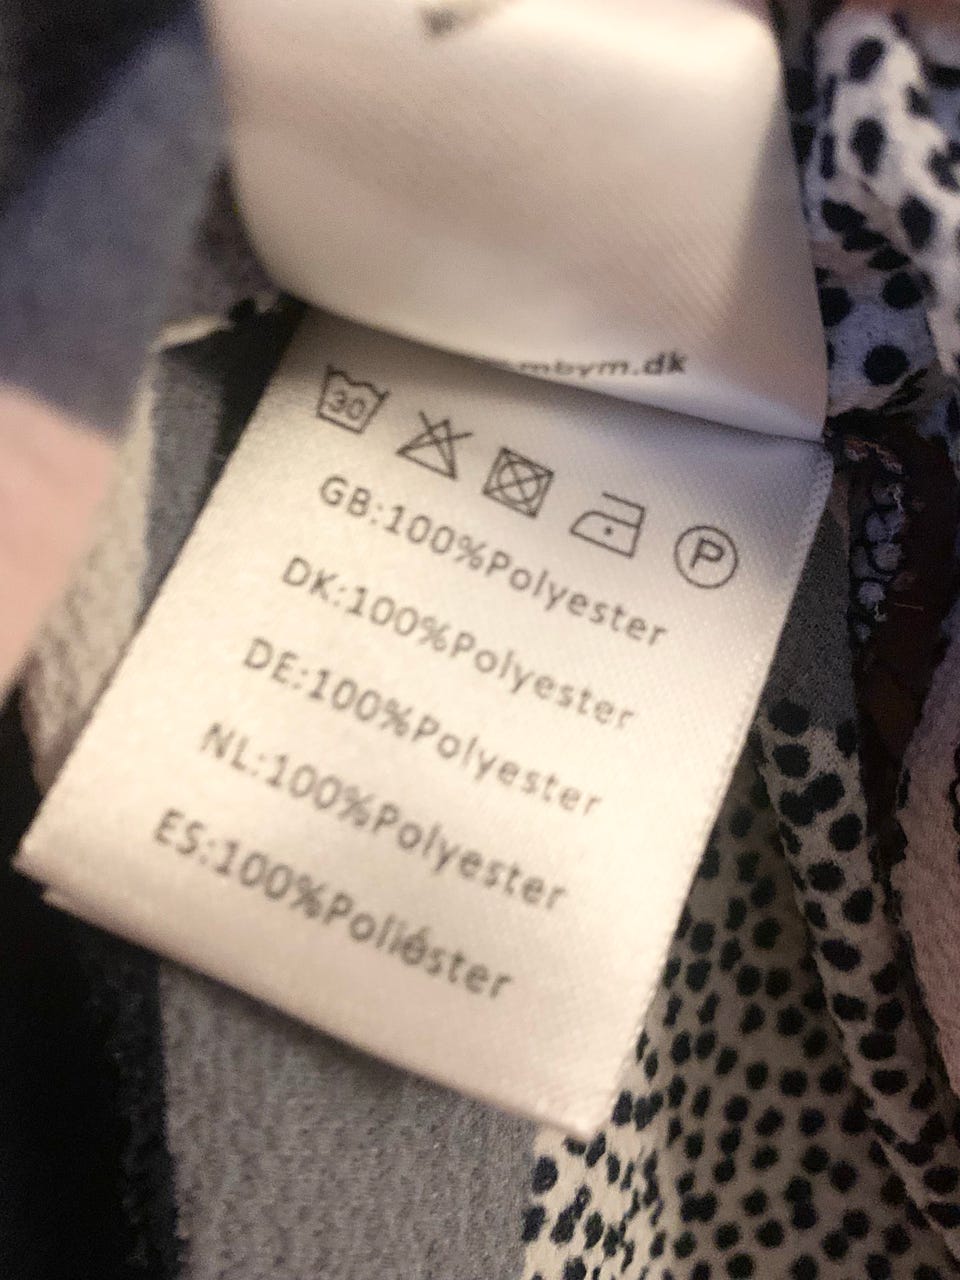 mbym.dk
30
P
GB:100%Polyester
DK:100%Polyester
DE:100%Polyester
NL:100%Polyester
ES:100%Poliéster